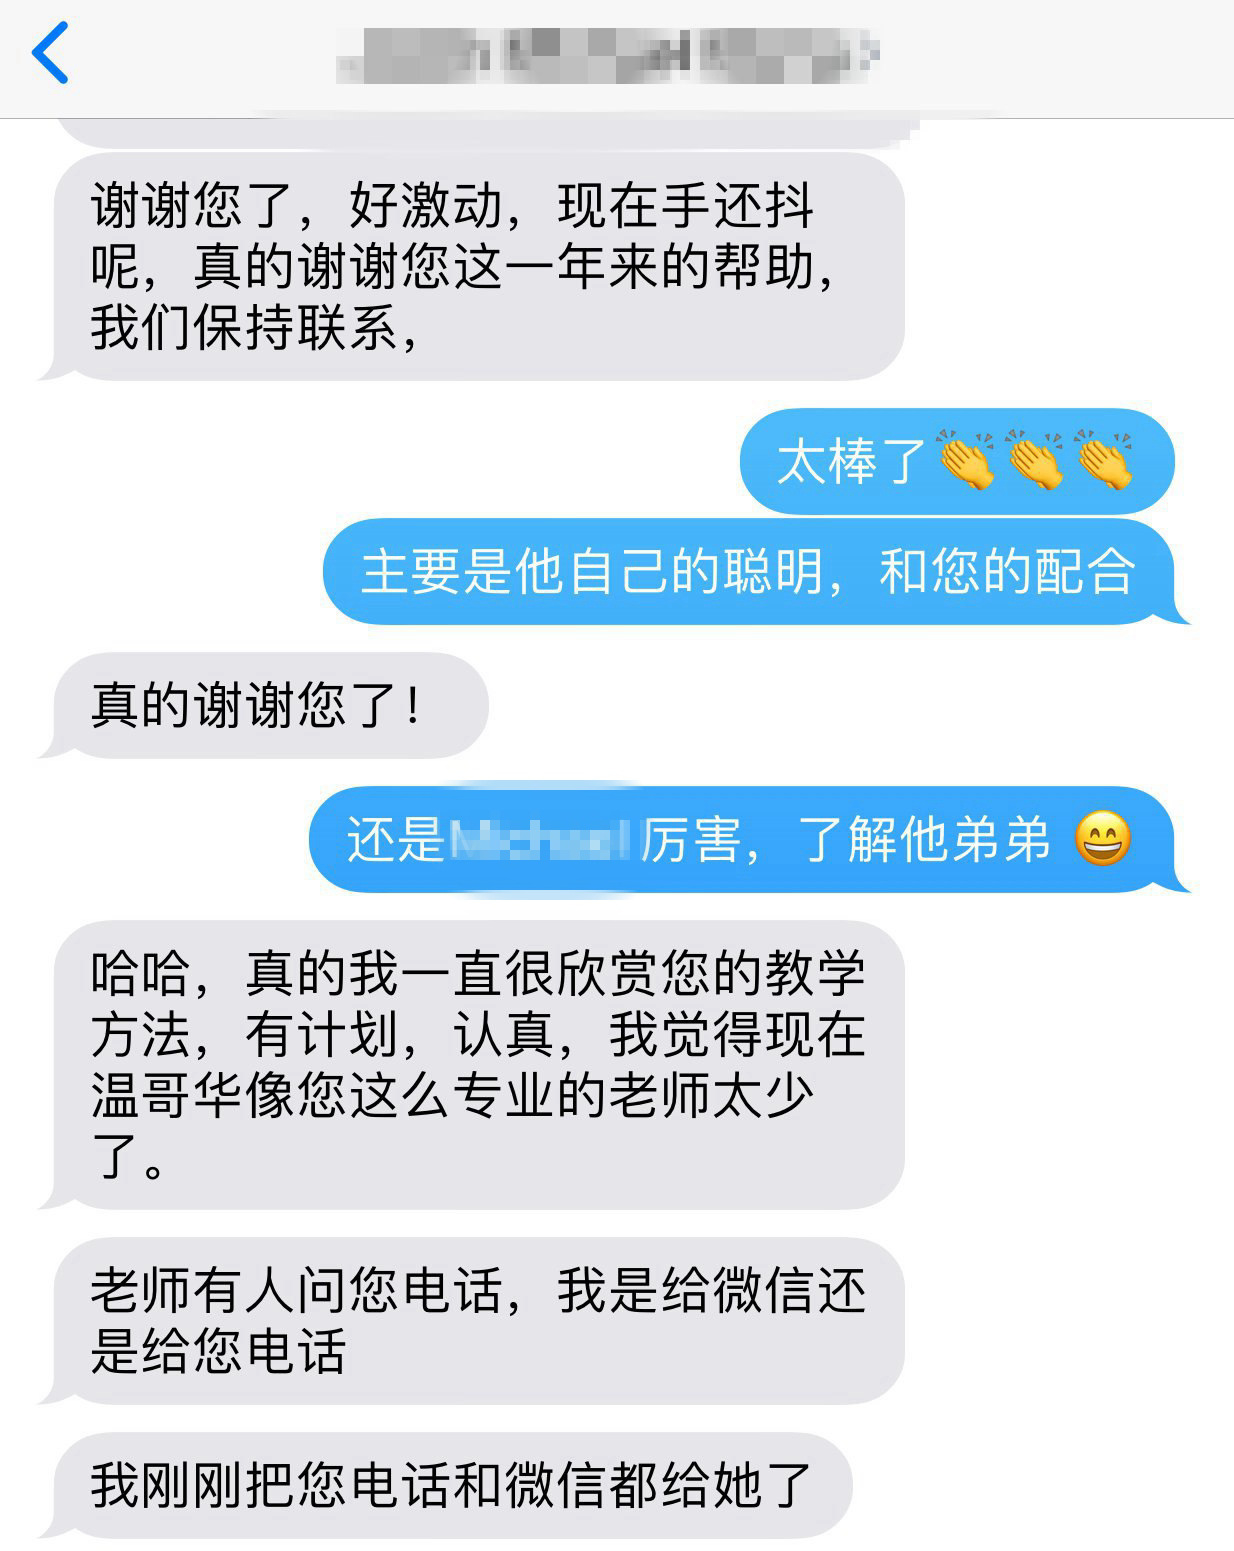 谢谢您了，好激动，现在手还抖
呢，真的谢谢您这一年来的帮助，
我们保持联系，
太棒了👏👏👏
主要是他自己的聪明，和您的配合
真的谢谢您了！
还是 厉害，了解他弟弟 😄
哈哈，真的我一直很欣赏您的教学
方法，有计划，认真，我觉得现在
温哥华像您这么专业的老师太少
了。
老师有人问您电话，我是给微信还
是给您电话
我刚刚把您电话和微信都给她了